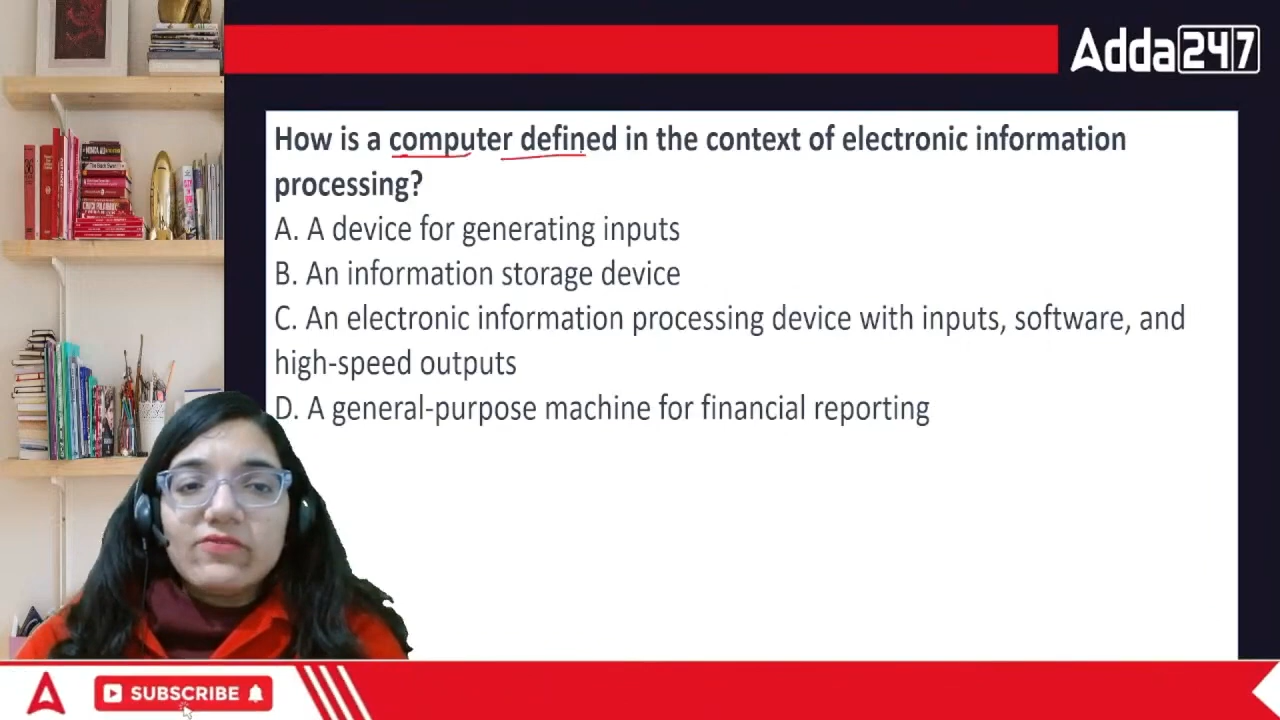 Adda247
How is a computer defined in the context of electronic information
processing?
A. A device for generating inputs
B. An information storage device
C. An electronic information processing device with inputs, software, and
high-speed outputs
D. A general-purpose machine for financial reporting
SUBSCRIBE